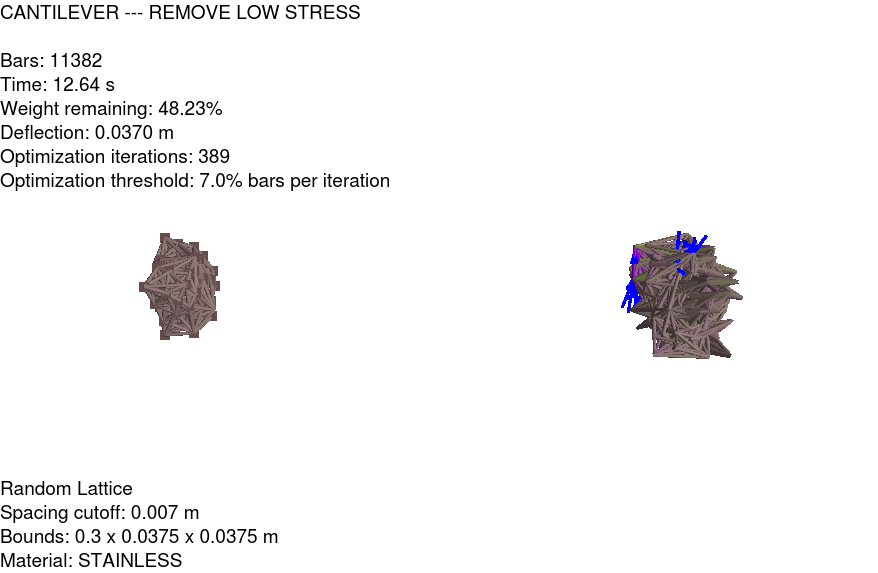 CANTILEVER --- REMOVE LOW STRESS
Bars: 11382
Time: 12.64 s
Weight remaining: 48.23%
Deflection: 0.0370 m
Optimization iterations: 389
Optimization threshold: 7.0% bars per iteration
Random Lattice
Spacing cutoff: 0.007 m
Bounds: 0.3 x 0.0375 x 0.0375 m
Material: STAINLESS